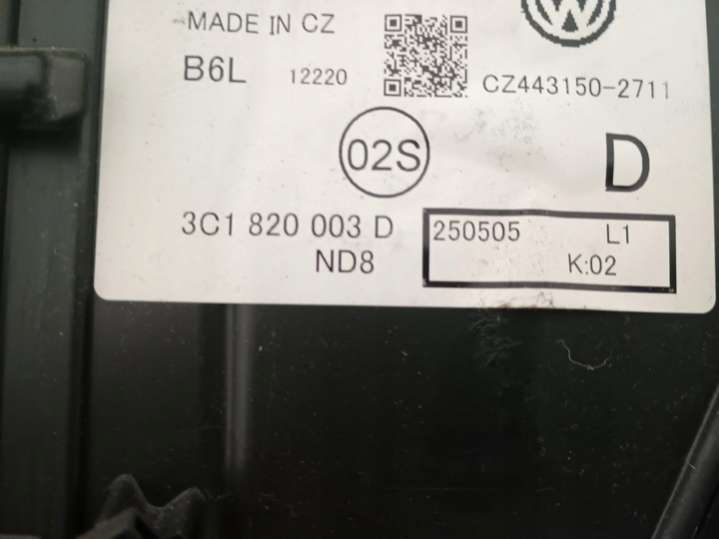 MADE IN CZ
B6L 12220 CZ443150-2711
02S D
3C1 820 003 D 250505 L1
ND8 K:02